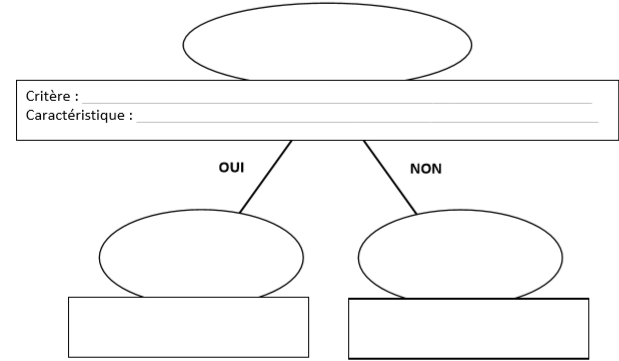 Critère :
Caractéristique :
OUI
NON